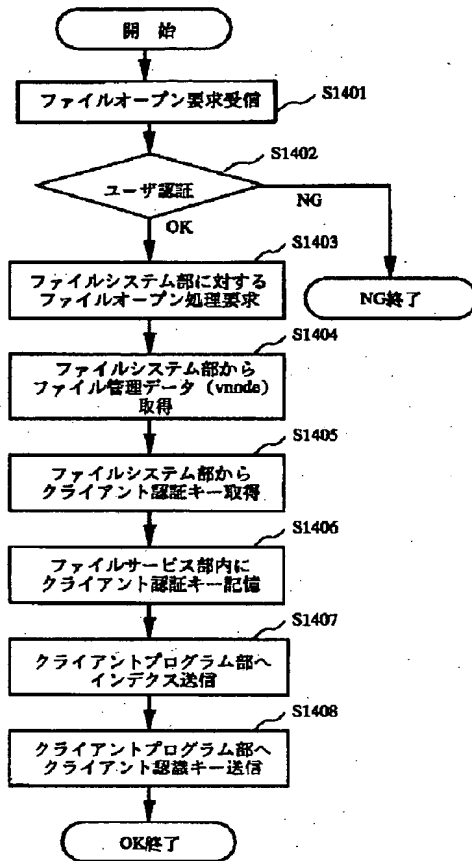 開 始
ファイルオープン要求受信
S1401
S1402
ユーザ認証
NG
OK
S1403
ファイルシステム部に対する
ファイルオープン処理要求
NG終了
S1404
ファイルシステム部から
ファイル管理データ (vnode)
取得
S1405
ファイルシステム部から
クライアント認証キー取得
S1406
ファイルサービス部内に
クライアント認証キー記憶
S1407
クライアントプログラム部へ
インデクス送信
S1408
クライアントプログラム部へ
クライアント認識キー送信
OK終了